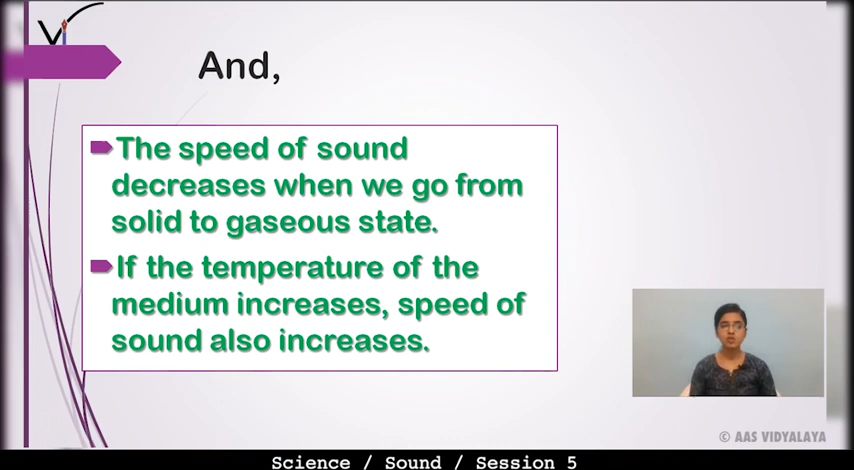 And,
The speed of sound
decreases when we go from
solid to gaseous state.
If the temperature of the
medium increases, speed of
sound also increases.
© AAS VIDYALAYA
Science / Sound / Session 5